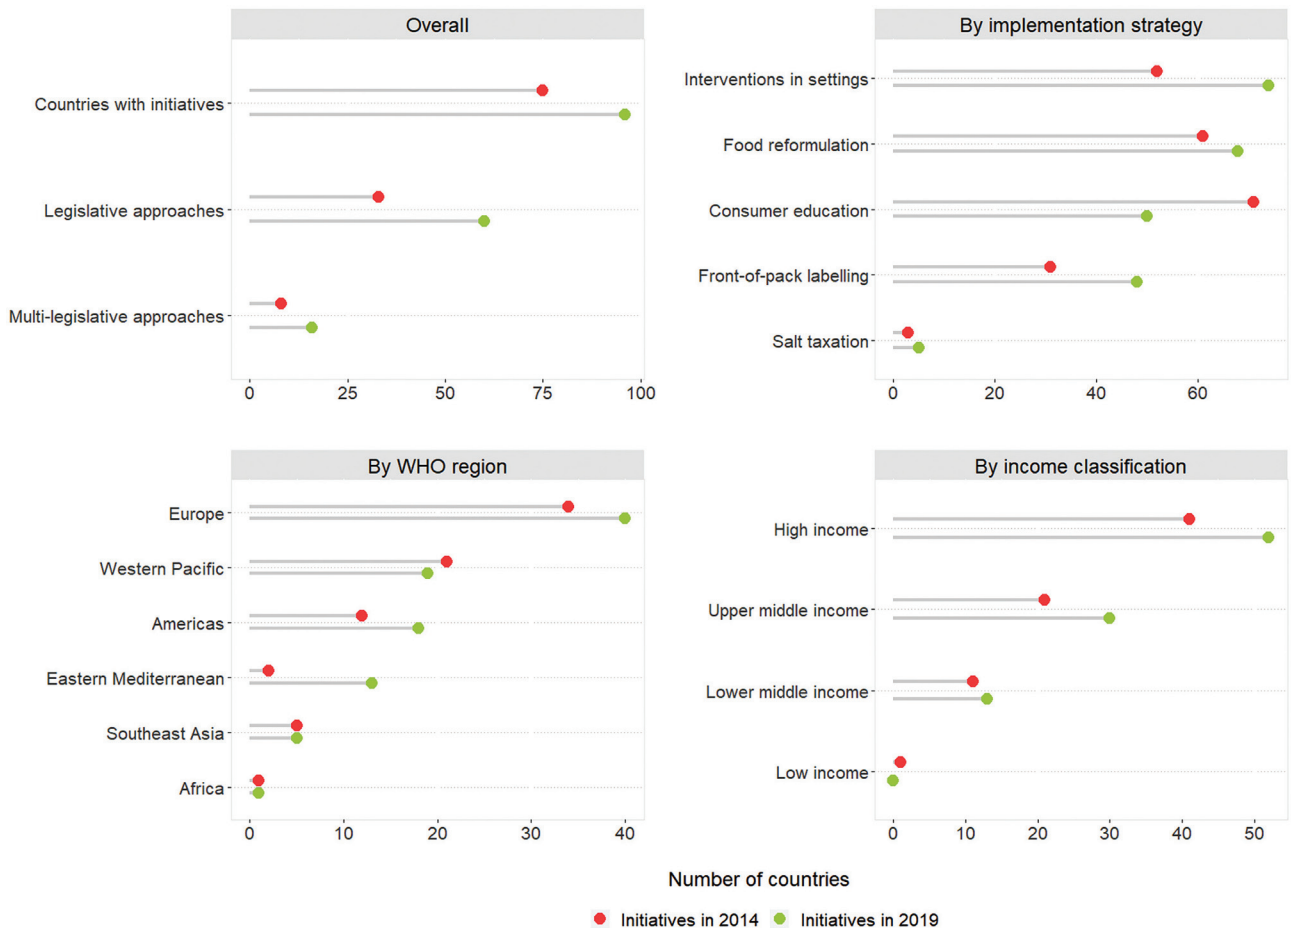 Overall
Countries with initiatives
Legislative approaches
Multi-legislative approaches
0 25 50 75 100
By implementation strategy
Interventions in settings
Food reformulation
Consumer education
Front-of-pack labelling
Salt taxation
0 20 40 60
By WHO region
Europe
Western Pacific
Americas
Eastern Mediterranean
Southeast Asia
Africa
0 10 20 30 40
By income classification
High income
Upper middle income
Lower middle income
Low income
0 10 20 30 40 50
Number of countries
Initiatives in 2014 Initiatives in 2019